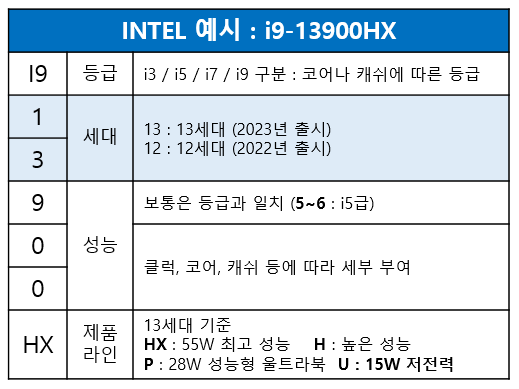 INTEL 예시 : i9-13900HX
I9 등급 i3 / i5 / i7 / i9 구분 : 코어나 캐쉬에 따른 등급
1
3
세대
13 : 13세대 (2023년 출시)
12 : 12세대 (2022년 출시)
9
0
0
성능
보통은 등급과 일치 (5~6 : i5급)
클럭, 코어, 캐쉬 등에 따라 세부 부여
HX
제품
라인
13세대 기준
HX : 55W 최고 성능 H : 높은 성능
P : 28W 성능형 울트라북 U : 15W 저전력